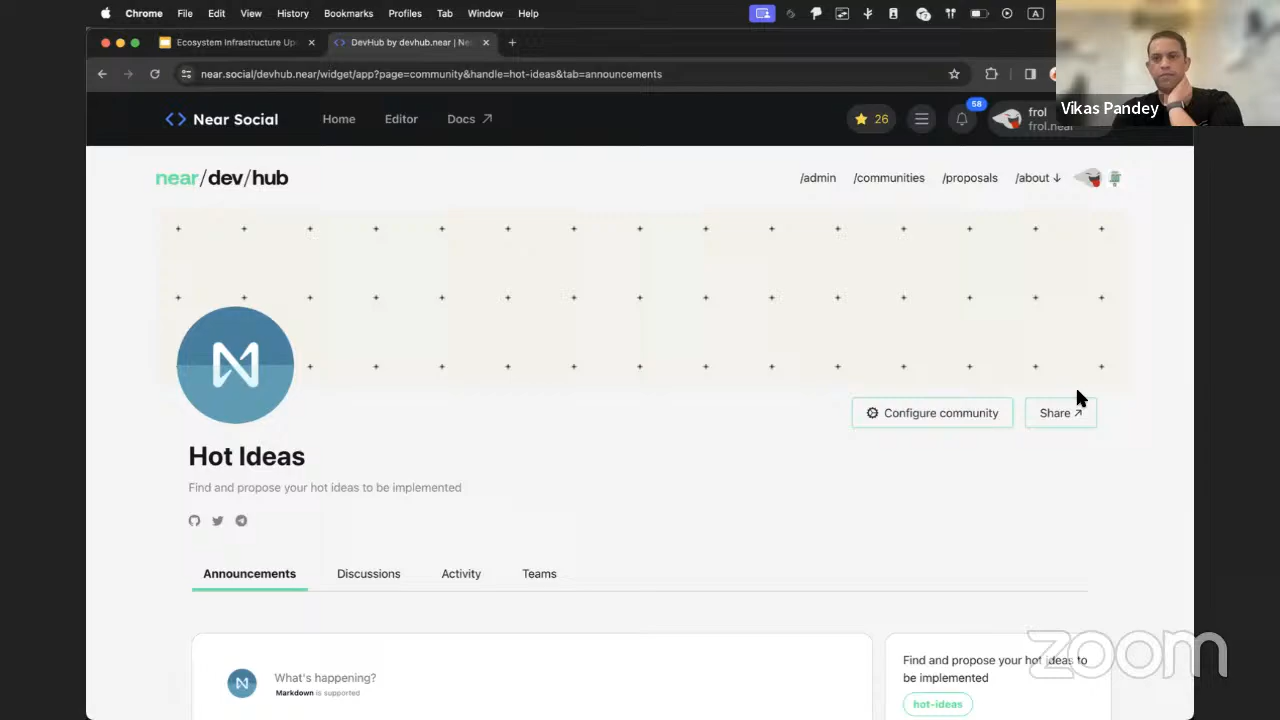 Chrome File Edit View History Bookmarks Profiles Tab Window Help A
Ecosystem Infrastructure Up
DevHub by devhub.near | Nea
near.social/devhub.near/widget/app?page=community&handle=hot-ideas&tab=announcements
Vikas Pandey
Near Social Home Editor Docs 26 58 frol
frol.near
near/dev/hub /admin /communities /proposals /about
Configure community Share
Hot Ideas
Find and propose your hot ideas to be implemented
Announcements Discussions Activity Teams
What's happening?
Markdown is supported
Find and propose your hot ideas to
be implemented
hot-ideas
zoom